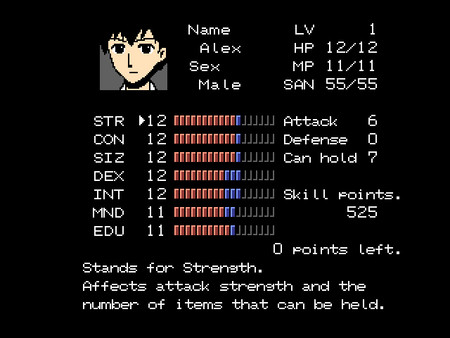 Name LV 1
Alex HP 12/12
Sex MP 11/11
Male SAN 55/55
STR 12 Attack 6
CON 12 Defense 0
SIZ 12 Can hold 7
DEX 12
INT 12 Skill points.
MND 11 525
EDU 11
0 points left.
Stands for Strength.
Affects attack strength and the
number of items that can be held.